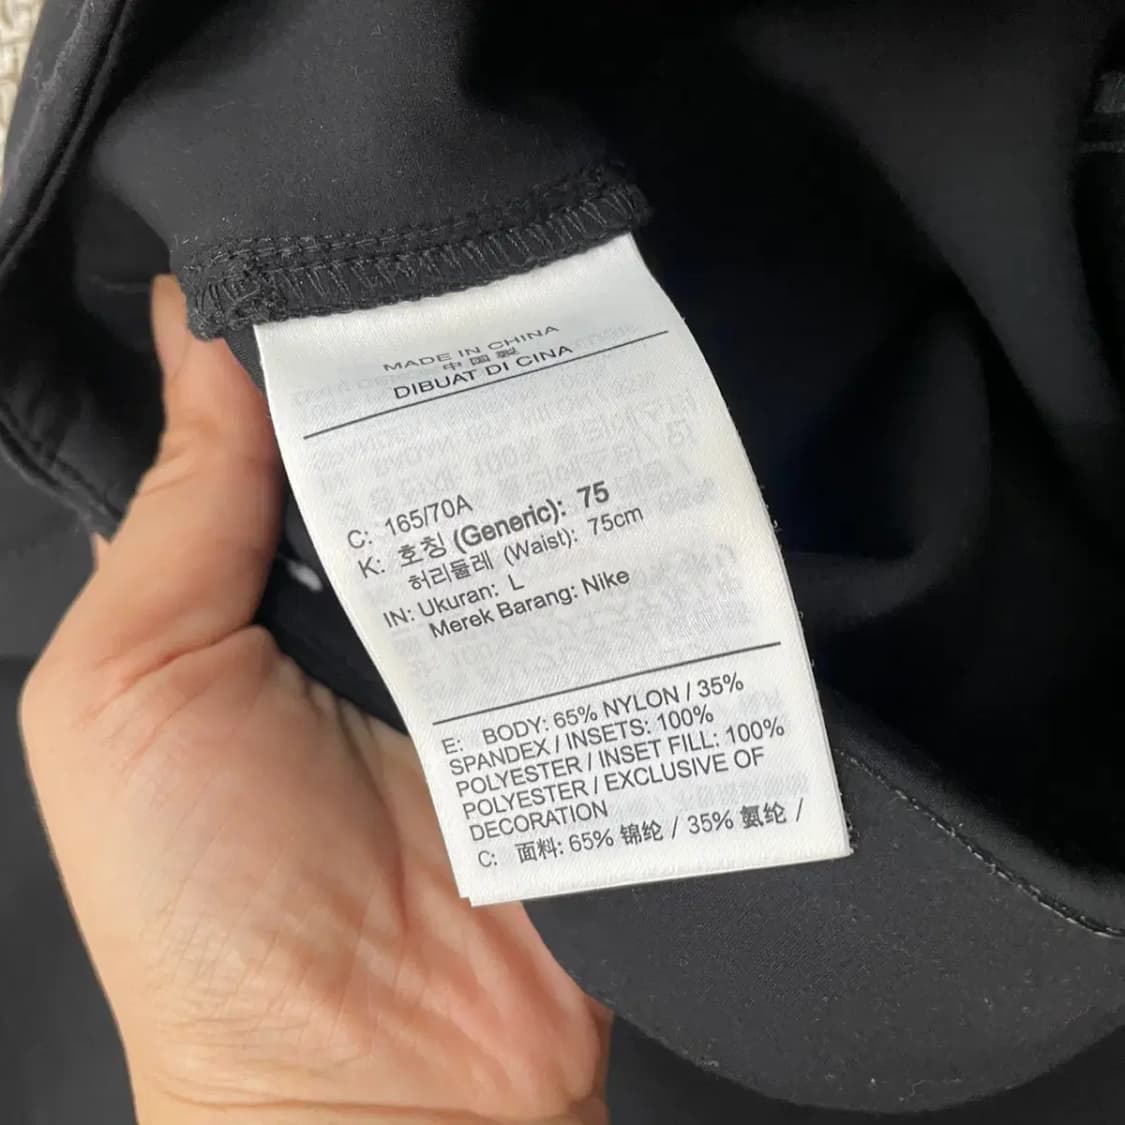 MADE IN CHINA
中国製
DIBUAT DI CINA
C: 165/70A
K: 호칭 (Generic): 75
허리둘레 (Waist): 75cm
IN: Ukuran: L
Merek Barang: Nike
E: BODY: 65% NYLON / 35%
SPANDEX / INSETS: 100%
POLYESTER / INSET FILL: 100%
POLYESTER / EXCLUSIVE OF
DECORATION
C: 面料: 65% 锦纶 / 35% 氨纶 /